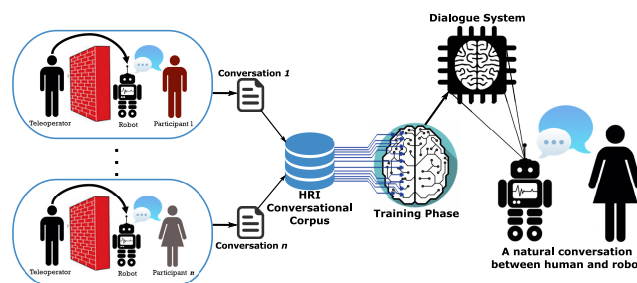 Dialogue System
Conversation 1
Teleoperator
Robot
Participant 1
HRI
Conversational
Corpus
Training Phase
Conversation n
Teleoperator
Robot
Participant n
A natural conversation
between human and robo